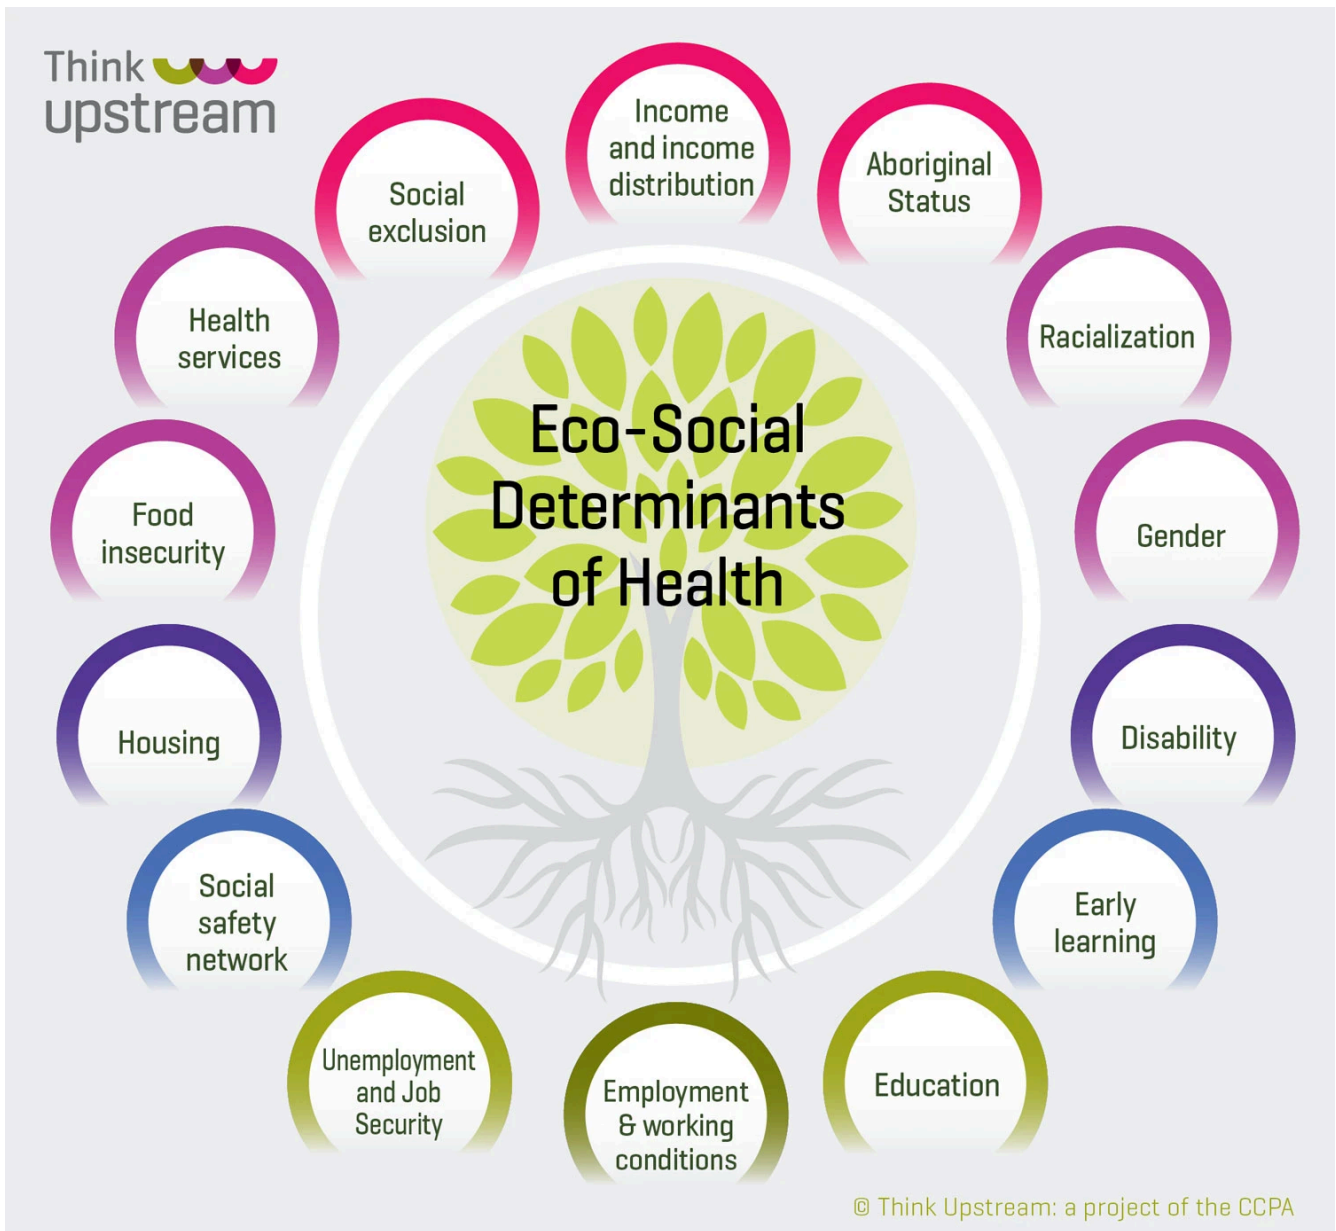 Think
upstream
Income
and income
distribution
Aboriginal
Status
Racialization
Gender
Disability
Early
learning
Education
Employment
& working
conditions
Unemployment
and Job
Security
Social
safety
network
Housing
Food
insecurity
Health
services
Social
exclusion
Eco-Social
Determinants
of Health
© Think Upstream: a project of the CCPA